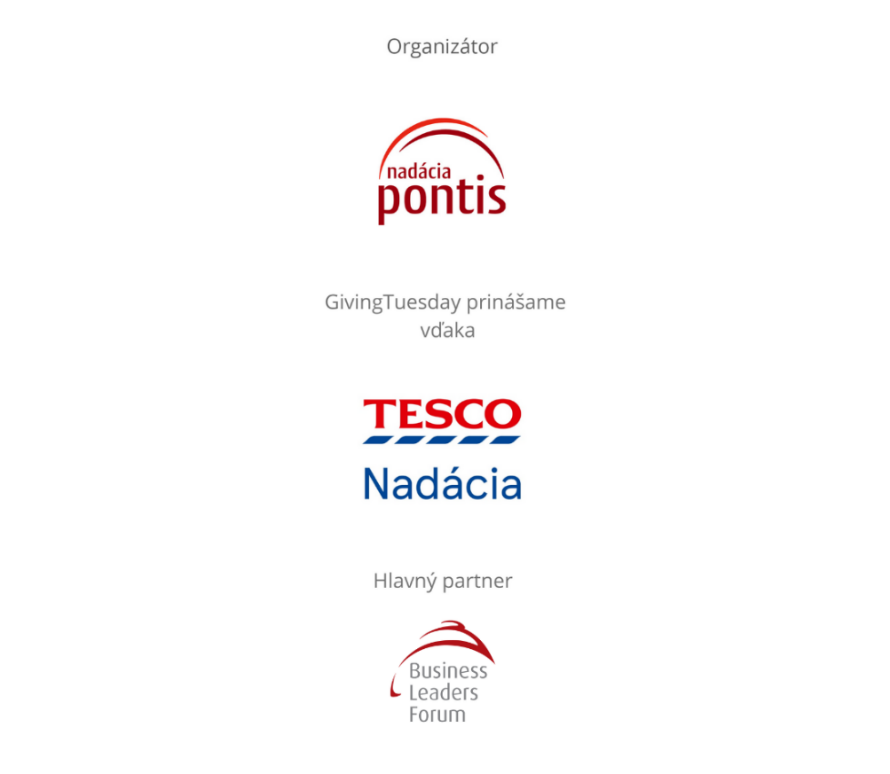 Organizátor
nadácia
pontis
GivingTuesday prinášame
vďaka
TESCO
Nadácia
Hlavný partner
Business
Leaders
Forum